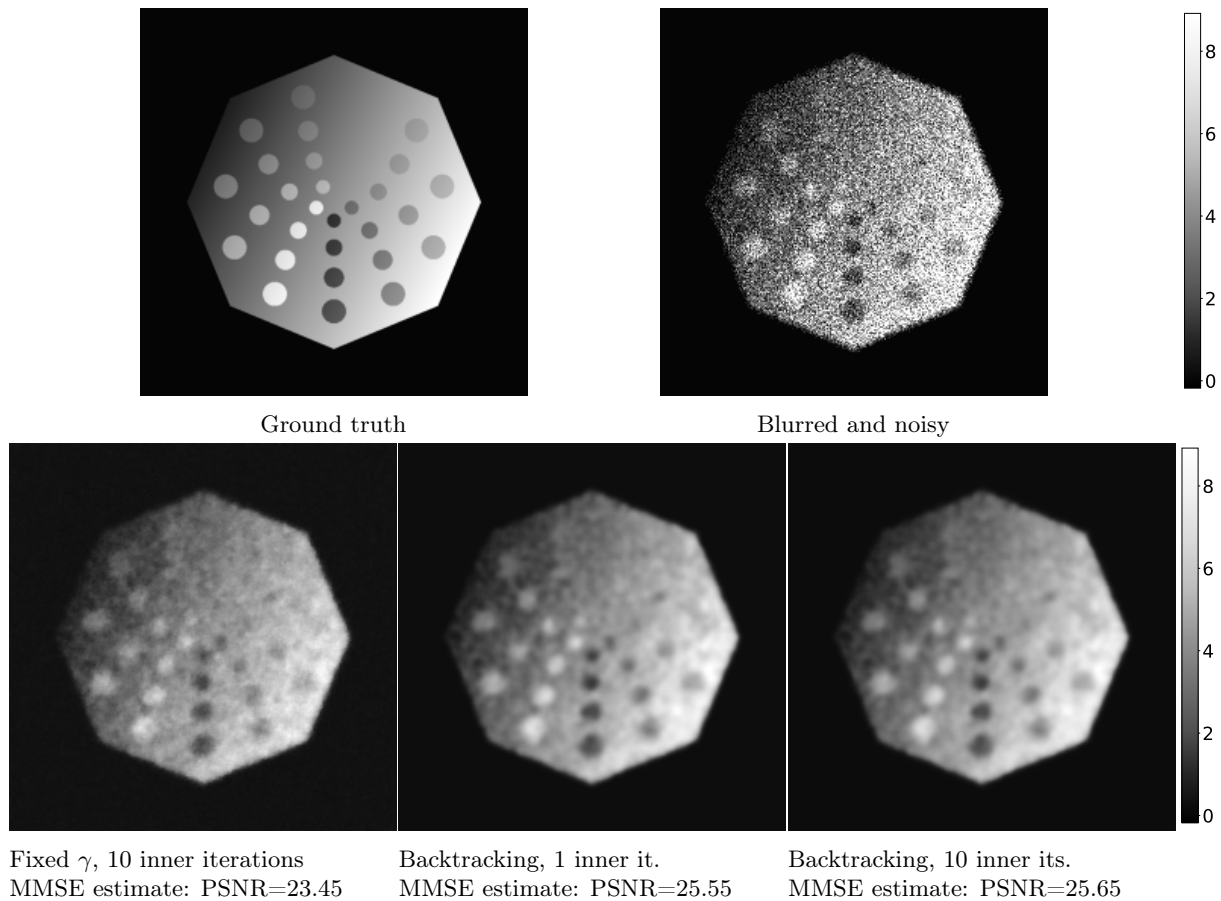 8
6
4
2
0
Ground truth
Blurred and noisy
8
6
4
2
0
Fixed γ, 10 inner iterations
MMSE estimate: PSNR=23.45
Backtracking, 1 inner it.
MMSE estimate: PSNR=25.55
Backtracking, 10 inner its.
MMSE estimate: PSNR=25.65